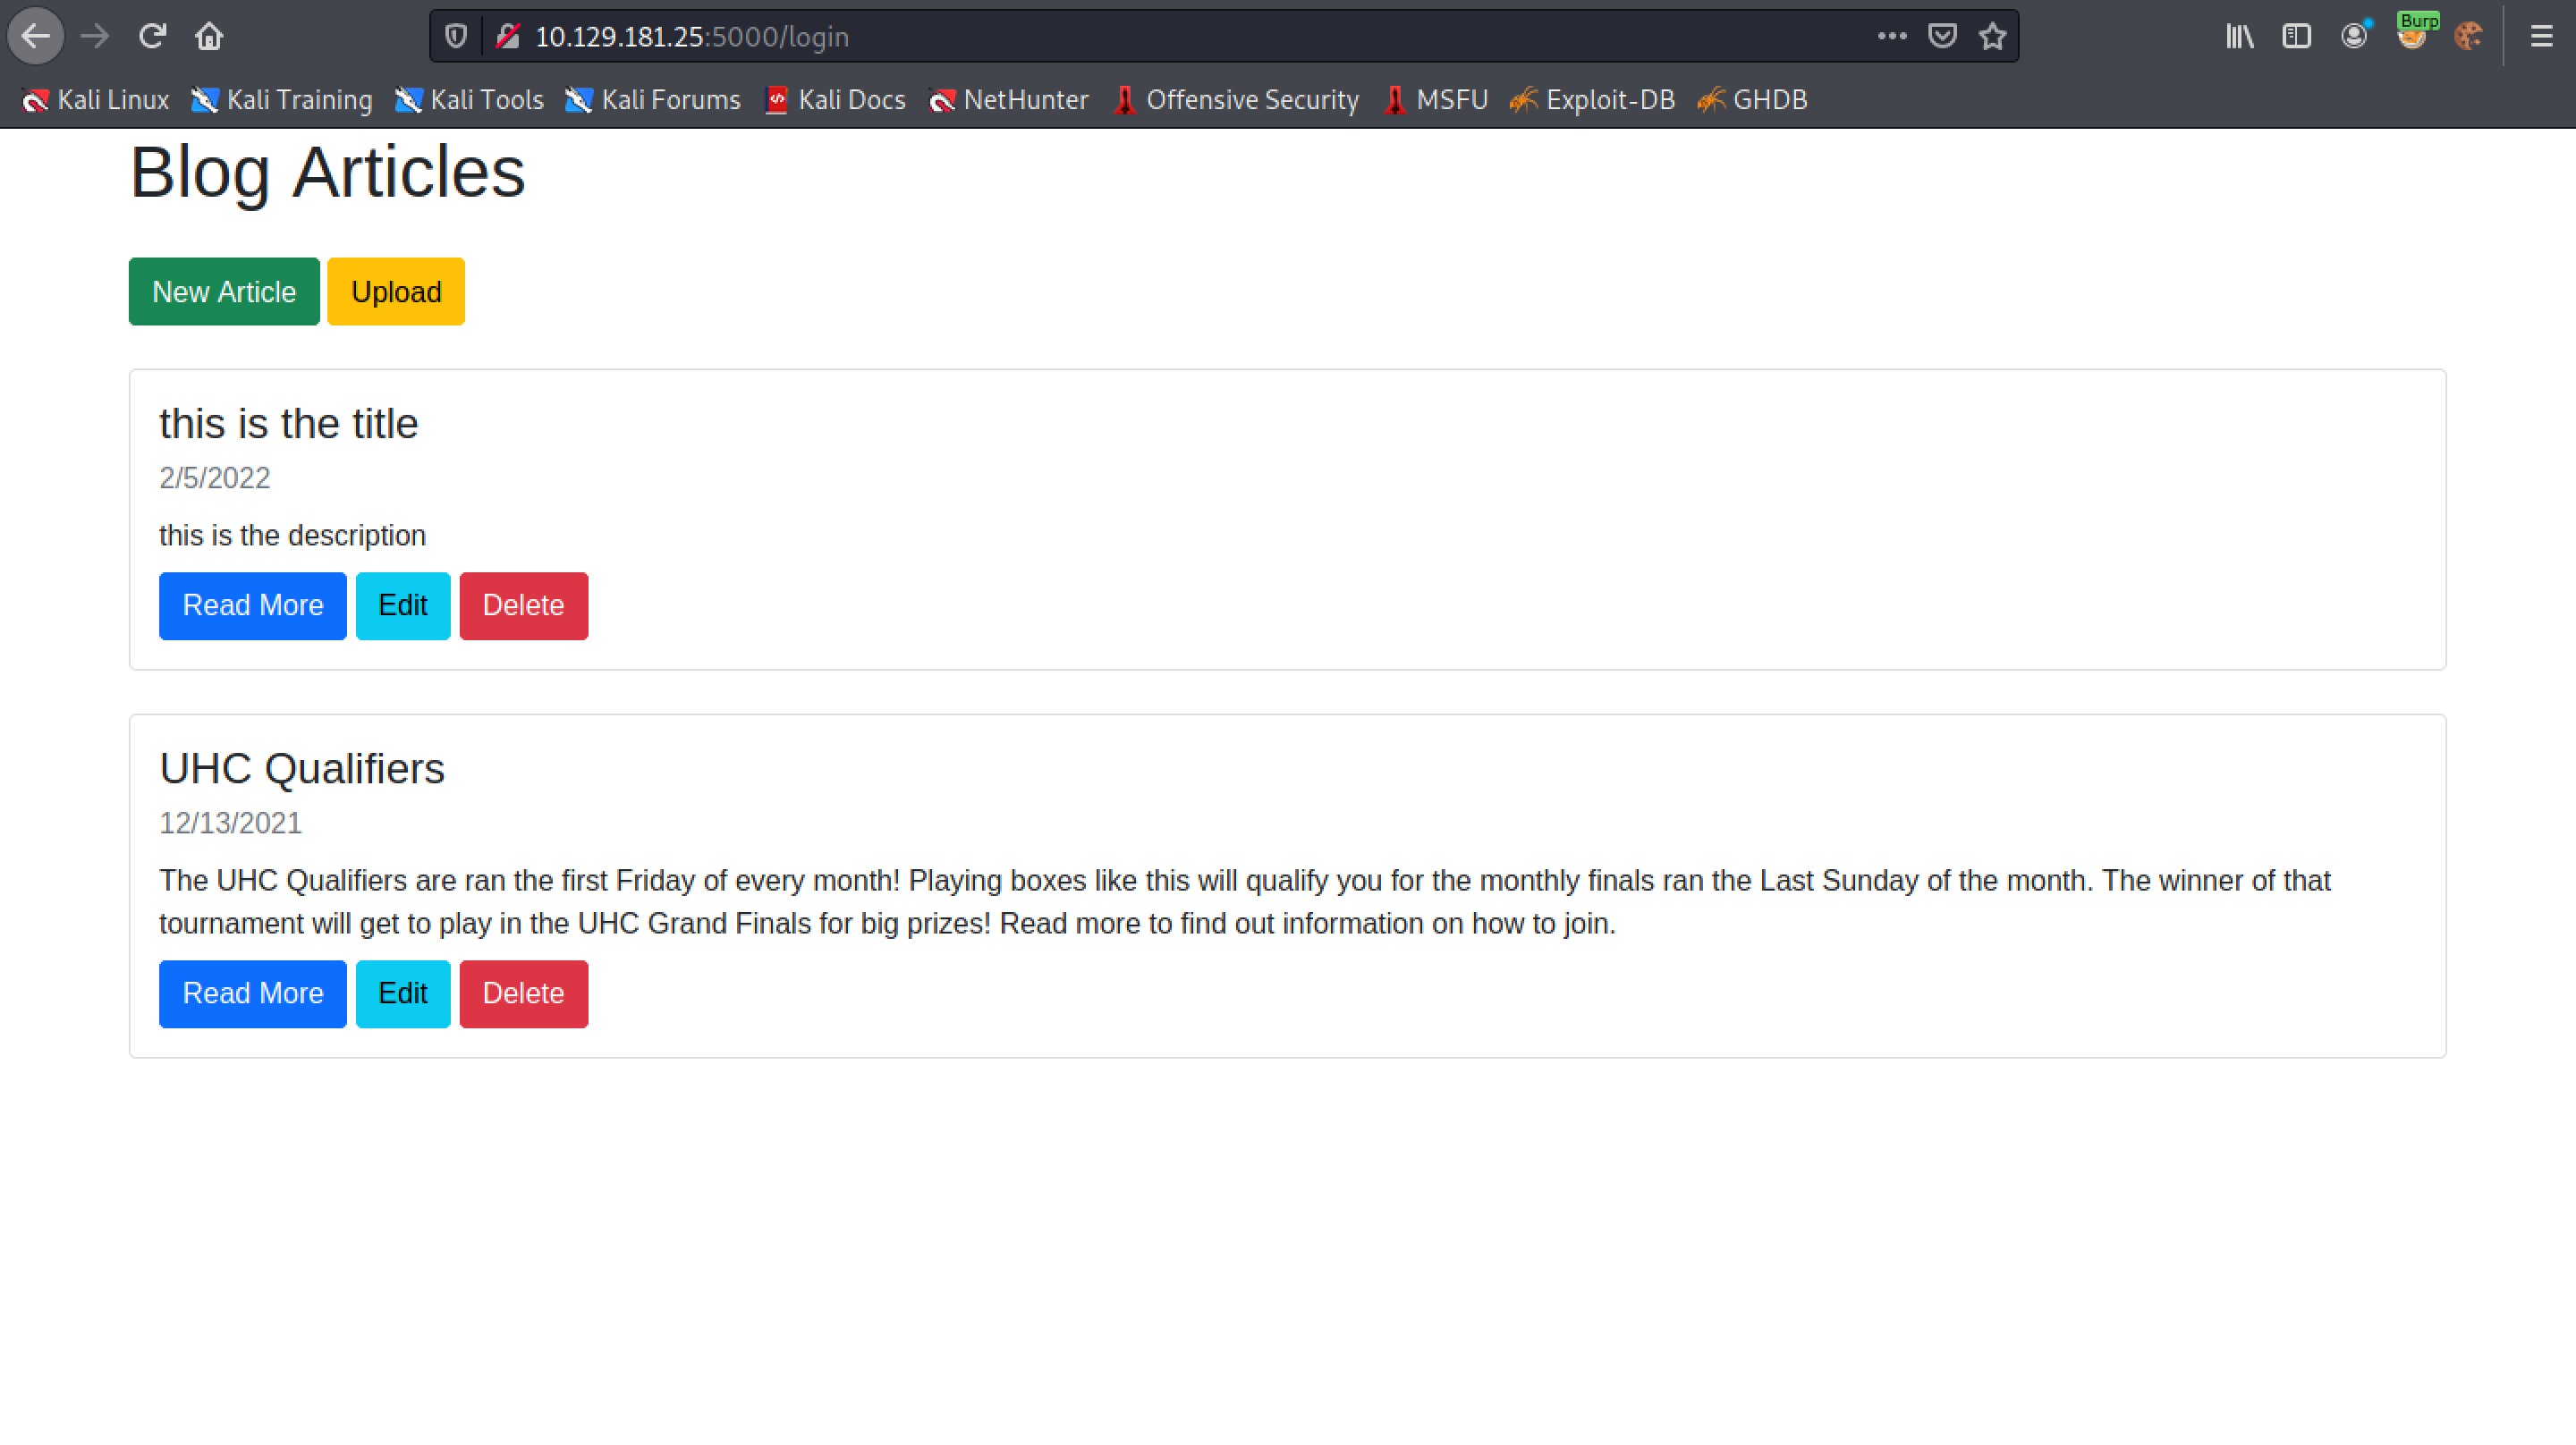 10.129.181.25:5000/login
Burp
Kali Linux Kali Training Kali Tools Kali Forums Kali Docs NetHunter Offensive Security MSFU Exploit-DB GHDB
Blog Articles
New Article Upload
this is the title
2/5/2022
this is the description
Read More Edit Delete
UHC Qualifiers
12/13/2021
The UHC Qualifiers are ran the first Friday of every month! Playing boxes like this will qualify you for the monthly finals ran the Last Sunday of the month. The winner of that
tournament will get to play in the UHC Grand Finals for big prizes! Read more to find out information on how to join.
Read More Edit Delete